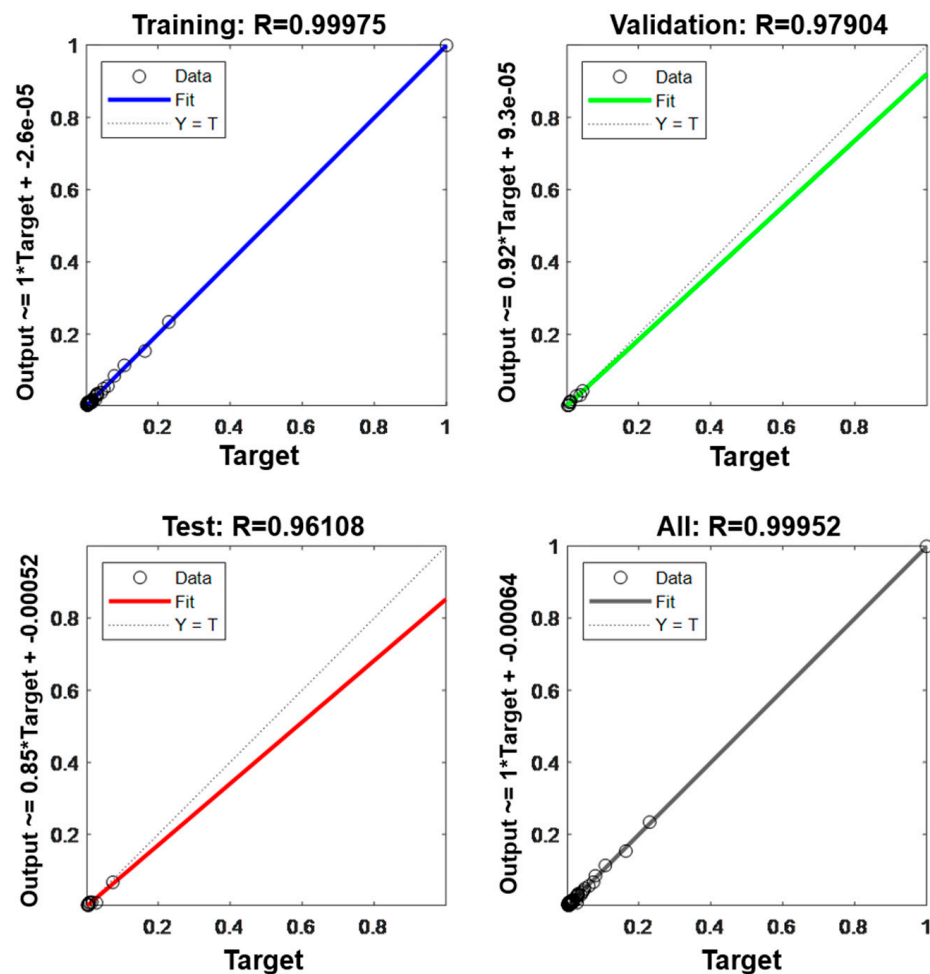 Training: R=0.99975
Output ~= 1*Target + -2.6e-05
1
0.8
0.6
0.4
0.2
Data
Fit
Y = T
0.2
0.4
0.6
0.8
1
Target
Validation: R=0.97904
Output ~= 0.92*Target + 9.3e-05
0.8
0.6
0.4
0.2
Data
Fit
Y = T
0.2
0.4
0.6
0.8
Target
Test: R=0.96108
Output ~= 0.85*Target + -0.00052
0.8
0.6
0.4
0.2
Data
Fit
Y = T
0.2
0.4
0.6
0.8
Target
All: R=0.99952
Output ~= 1*Target + -0.00064
1
0.8
0.6
0.4
0.2
Data
Fit
Y = T
0.2
0.4
0.6
0.8
1
Target